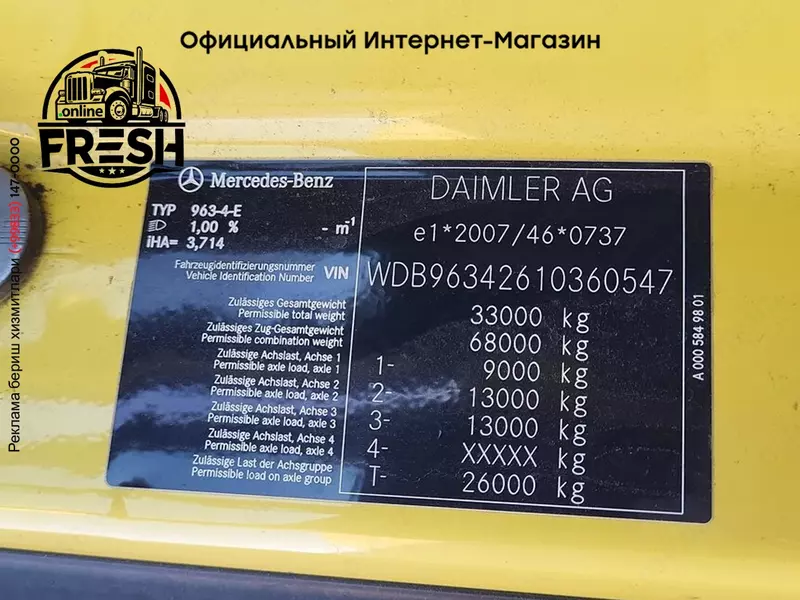 Официальный Интернет-Магазин
.online
FRESH
Реклама бериш хизматлари
Mercedes-Benz
TYP 963-4-E
1,00 % - m⁻¹
iHA= 3,714
DAIMLER AG
e1*2007/46*0737
Fahrzeugidentifizierungsnummer
Vehicle Identification Number
VIN WDB96342610360547
Zulässiges Gesamtgewicht
Permissible total weight
33000 kg
Zulässiges Zug-Gesamtgewicht
Permissible combination weight
68000 kg
Zulässige Achslast, Achse 1
Permissible axle load, axle 1
1- 9000 kg
Zulässige Achslast, Achse 2
Permissible axle load, axle 2
2- 13000 kg
Zulässige Achslast, Achse 3
Permissible axle load, axle 3
3- 13000 kg
Zulässige Achslast, Achse 4
Permissible axle load, axle 4
4- XXXXX kg
Zulässige Last der Achsgruppe
Permissible load on axle group
T- 26000 kg
A 000 584 98 01